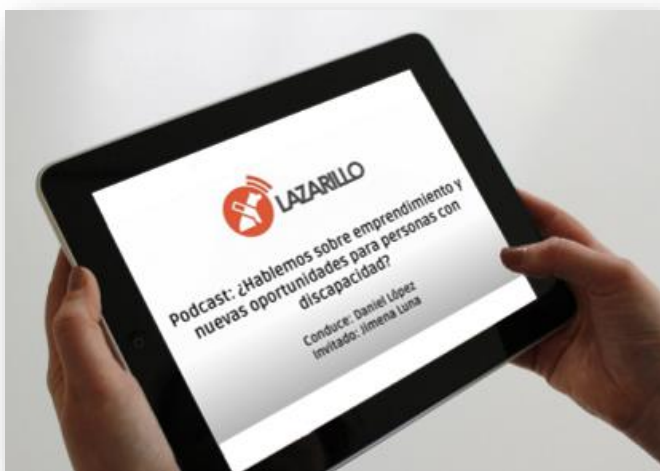 LAZARILLO
Podcast: ¿Hablemos sobre emprendimiento y
nuevas oportunidades para personas con
discapacidad?
Conduce: Daniel López
Invitado: Jimena Luna